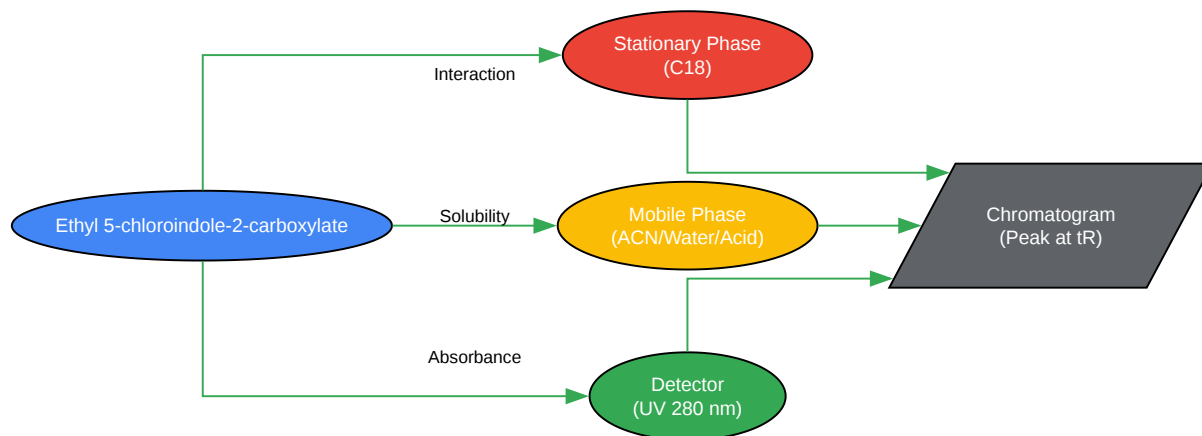 Stationary Phase
(C18)
Interaction
Ethyl 5-chloroindole-2-carboxylate
Solubility
Mobile Phase
(ACN/Water/Acid)
Chromatogram
(Peak at tR)
Absorbance
Detector
(UV 280 nm)